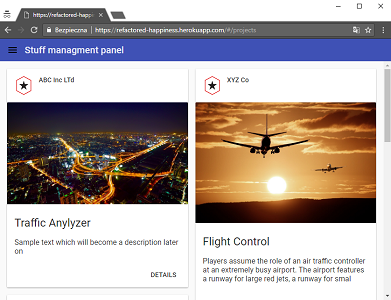 https://refactored-happ
Bezpieczna
https://refactored-happiness.herokuapp.com/#/projects
Stuff managment panel
ABC Inc LTd
Traffic Anylyzer
Sample text which will become a description later
on
DETAILS
XYZ Co
Flight Control
Players assume the role of an air traffic controller
at an extremely busy airport. The airport features
a runway for large red jets, a runway for smal